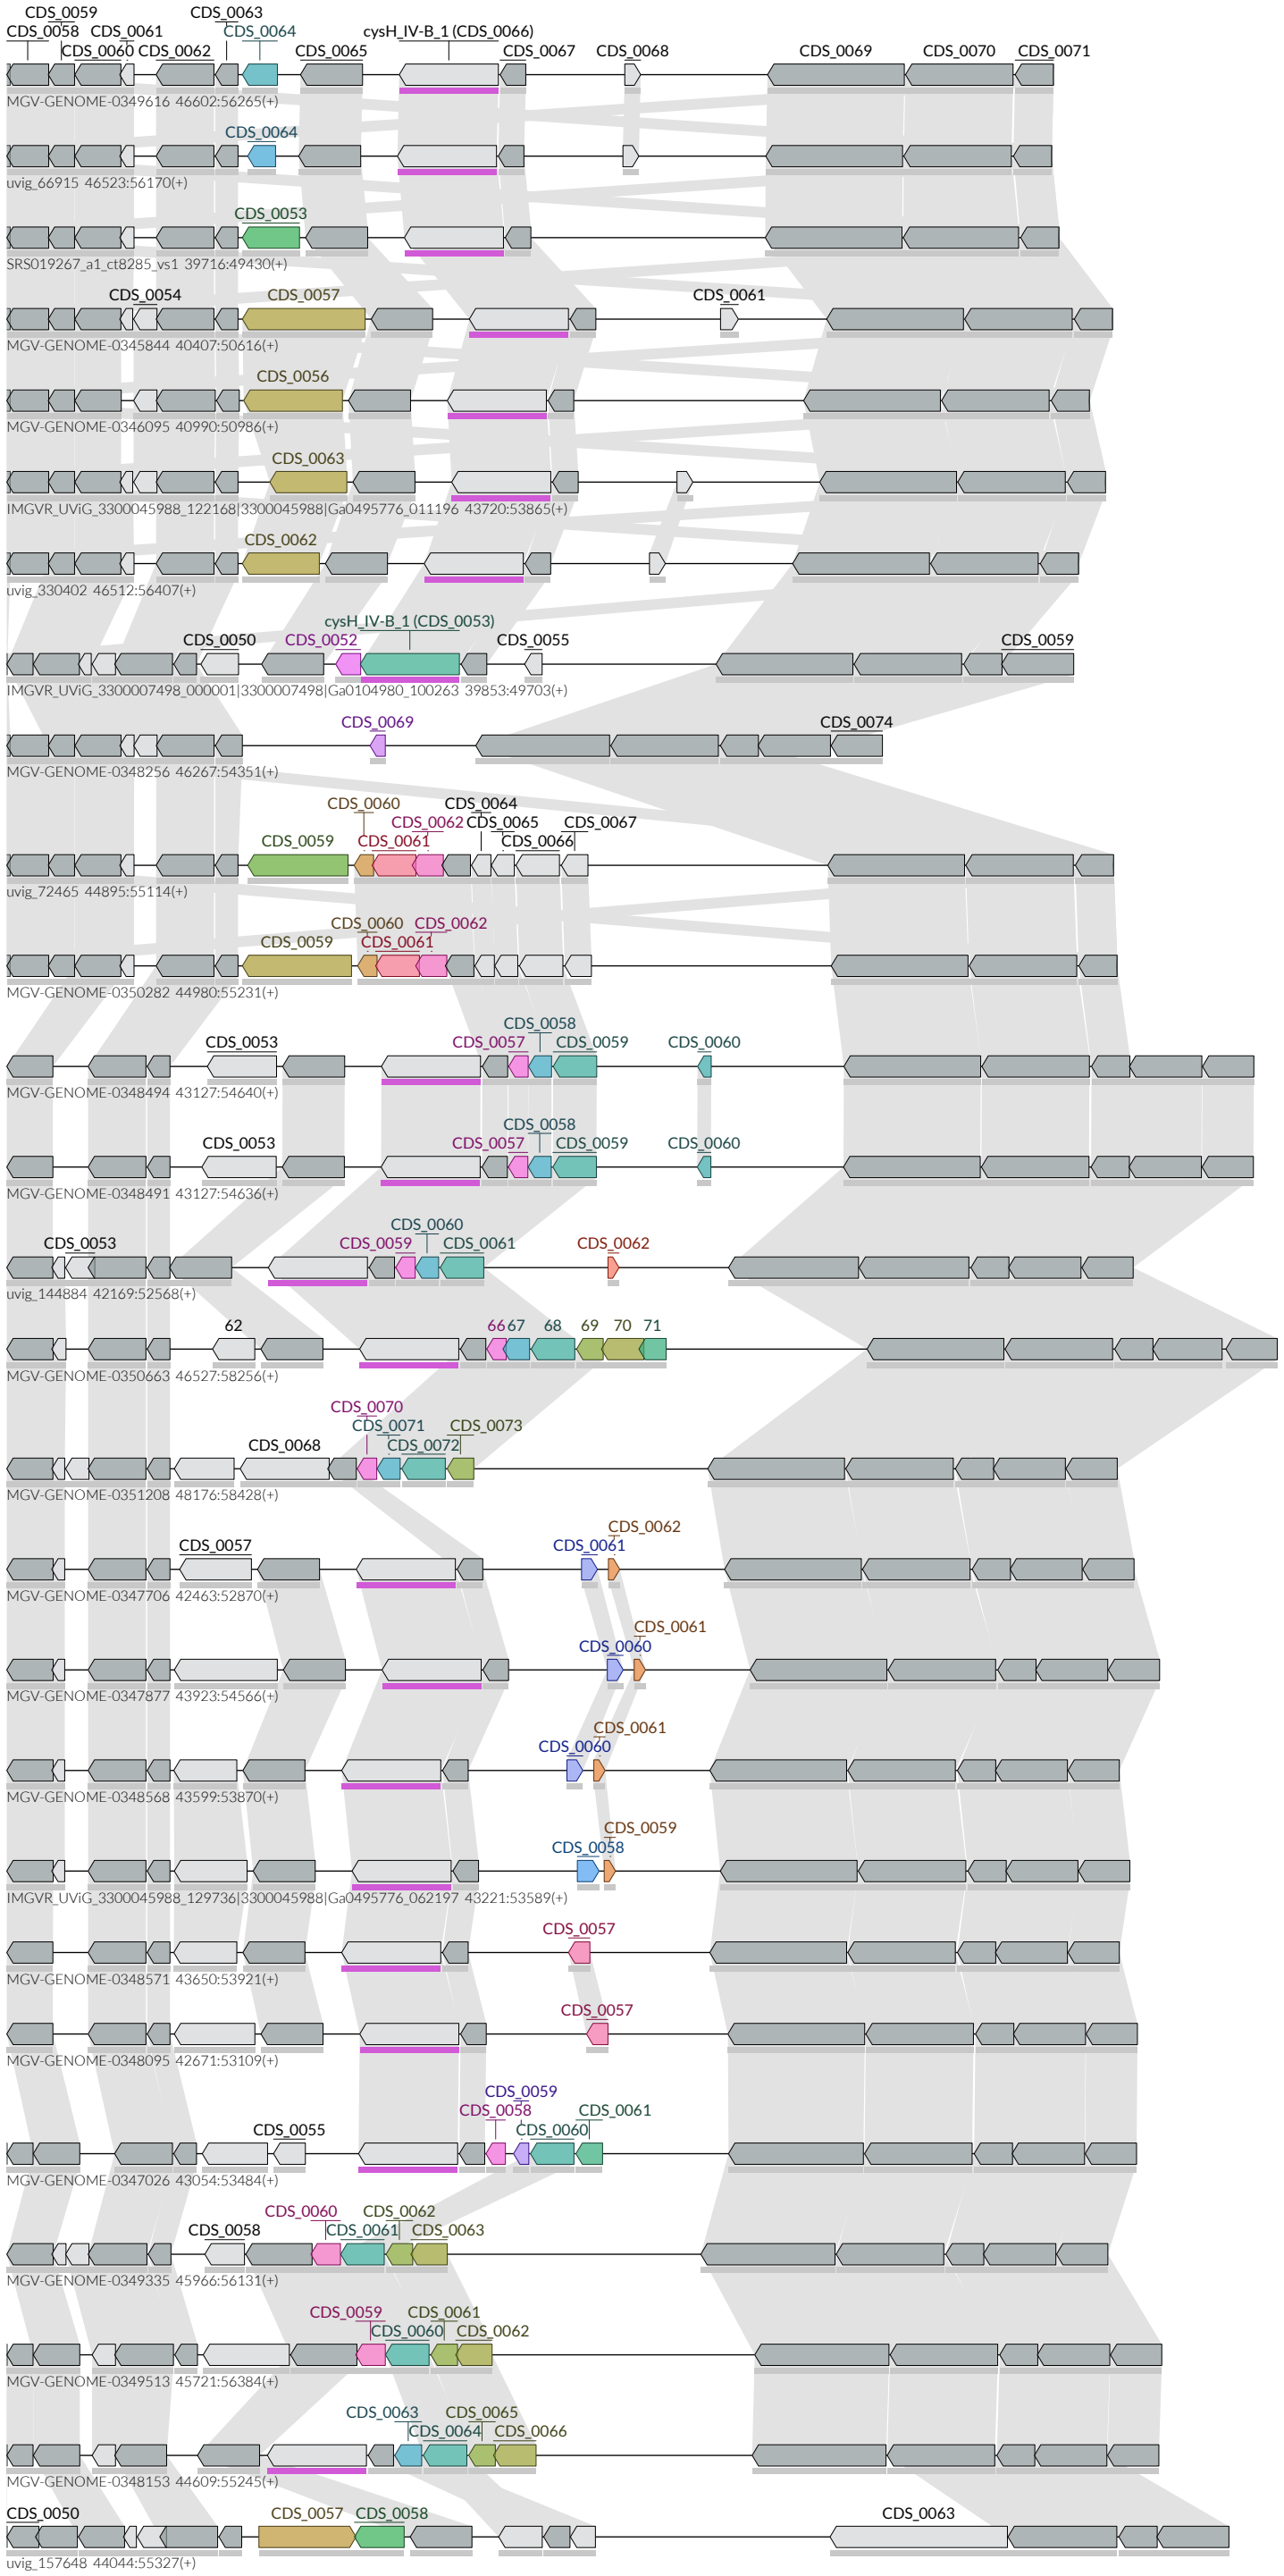 CDS_0059 CDS_0063
CDS_0058 CDS_0061 CDS_0064 cysH_IV-B_1 (CDS_0066)
CDS_0060 CDS_0062 CDS_0065 CDS_0067 CDS_0068 CDS_0069 CDS_0070 CDS_0071
MGV-GENOME-0349616 46602:56265(+)
CDS_0064
uvig_66915 46523:56170(+)
CDS_0053
SRS019267_a1_ct8285_vs1 39716:49430(+)
CDS_0054 CDS_0057 CDS_0061
MGV-GENOME-0345844 40407:50616(+)
CDS_0056
MGV-GENOME-0346095 40990:50986(+)
CDS_0063
IMGVR_UViG_3300045988_122168|3300045988|Ga0495776_011196 43720:53865(+)
CDS_0062
uvig_330402 46512:56407(+)
cysH_IV-B_1 (CDS_0053)
CDS_0050 CDS_0052 CDS_0055 CDS_0059
IMGVR_UViG_3300007498_000001|3300007498|Ga0104980_100263 39853:49703(+)
CDS_0069 CDS_0074
MGV-GENOME-0348256 46267:54351(+)
CDS_0060 CDS_0064
CDS_0062 CDS_0065 CDS_0067
CDS_0059 CDS_0061 CDS_0066
uvig_72465 44895:55114(+)
CDS_0060 CDS_0062
CDS_0059 CDS_0061
MGV-GENOME-0350282 44980:55231(+)
CDS_0058
CDS_0053 CDS_0057 CDS_0059 CDS_0060
MGV-GENOME-0348494 43127:54640(+)
CDS_0058
CDS_0053 CDS_0057 CDS_0059 CDS_0060
MGV-GENOME-0348491 43127:54636(+)
CDS_0060
CDS_0053 CDS_0059 CDS_0061 CDS_0062
uvig_144884 42169:52568(+)
62 66 67 68 69 70 71
MGV-GENOME-0350663 46527:58256(+)
CDS_0070
CDS_0071 CDS_0073
CDS_0068 CDS_0072
MGV-GENOME-0351208 48176:58428(+)
CDS_0062
CDS_0057 CDS_0061
MGV-GENOME-0347706 42463:52870(+)
CDS_0061
CDS_0060
MGV-GENOME-0347877 43923:54566(+)
CDS_0061
CDS_0060
MGV-GENOME-0348568 43599:53870(+)
CDS_0059
CDS_0058
IMGVR_UViG_3300045988_129736|3300045988|Ga0495776_062197 43221:53589(+)
CDS_0057
MGV-GENOME-0348571 43650:53921(+)
CDS_0057
MGV-GENOME-0348095 42671:53109(+)
CDS_0059
CDS_0058 CDS_0061
CDS_0055 CDS_0060
MGV-GENOME-0347026 43054:53484(+)
CDS_0060 CDS_0062
CDS_0058 CDS_0061 CDS_0063
MGV-GENOME-0349335 45966:56131(+)
CDS_0059 CDS_0061
CDS_0060 CDS_0062
MGV-GENOME-0349513 45721:56384(+)
CDS_0063 CDS_0065
CDS_0064 CDS_0066
MGV-GENOME-0348153 44609:55245(+)
CDS_0050 CDS_0057 CDS_0058 CDS_0063
uvig_157648 44044:55327(+)